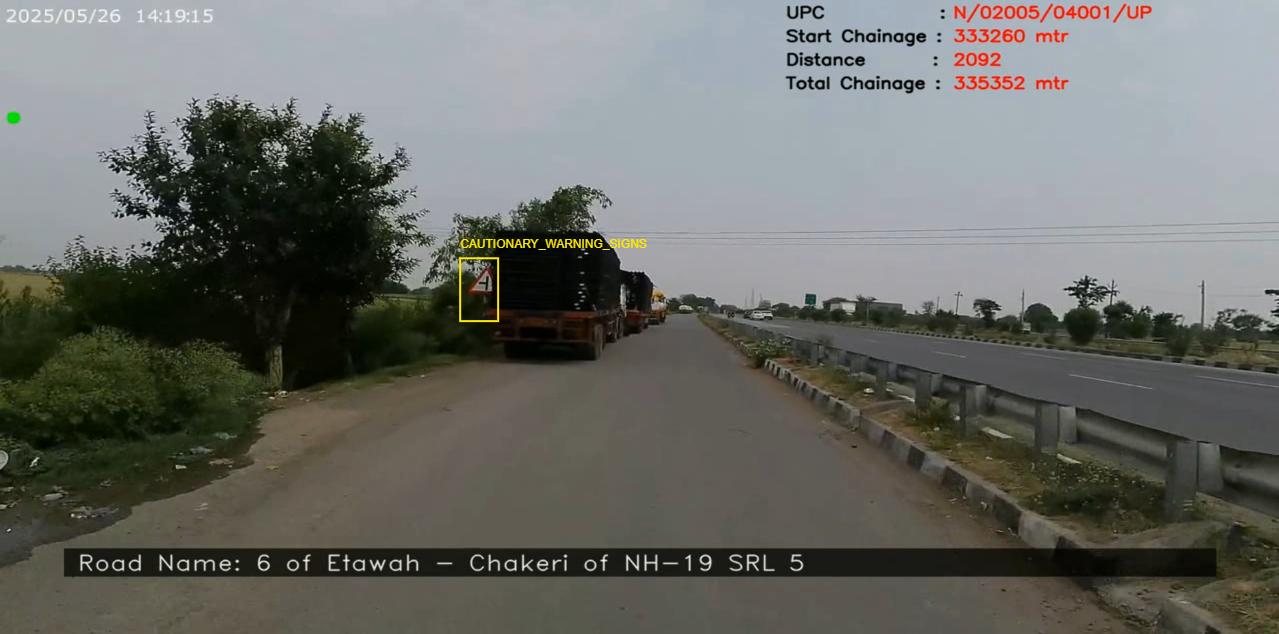 2025/05/26 14:19:15
UPC : N/02005/04001/UP
Start Chainage : 333260 mtr
Distance : 2092
Total Chainage : 335352 mtr
CAUTIONARY_WARNING_SIGNS
Road Name: 6 of Etawah - Chakeri of NH-19 SRL 5